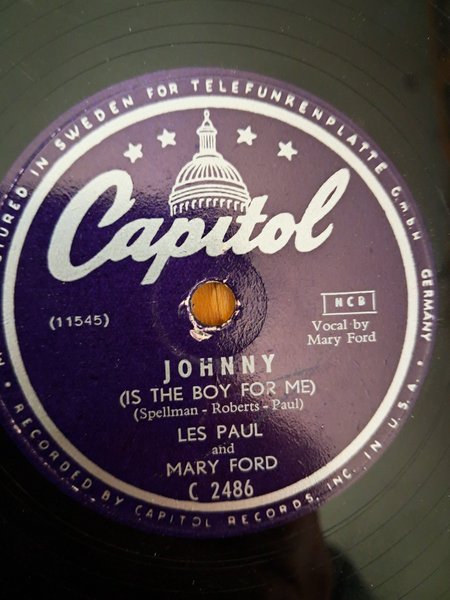 TURED IN SWEDEN FOR TELEFUNKENPLATTE G.M.B.H. GERMANY
Capitol
(11545)
NCB
Vocal by
Mary Ford
JOHNNY
(IS THE BOY FOR ME)
(Spellman - Roberts - Paul)
LES PAUL
and
MARY FORD
C 2486
RECORDED BY CAPITOL RECORDS, INC. IN U.S.A.